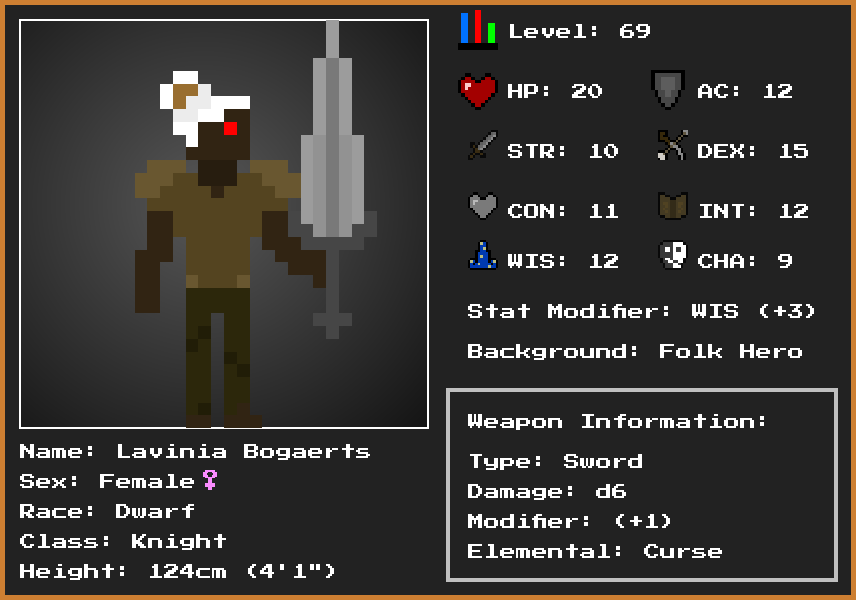 Level: 69
HP: 20
AC: 12
STR: 10
DEX: 15
CON: 11
INT: 12
WIS: 12
CHA: 9
Stat Modifier: WIS (+3)
Background: Folk Hero
Weapon Information:
Type: Sword
Damage: d6
Modifier: (+1)
Elemental: Curse
Name: Lavinia Bogaerts
Sex: Female♀
Race: Dwarf
Class: Knight
Height: 124cm (4'1")